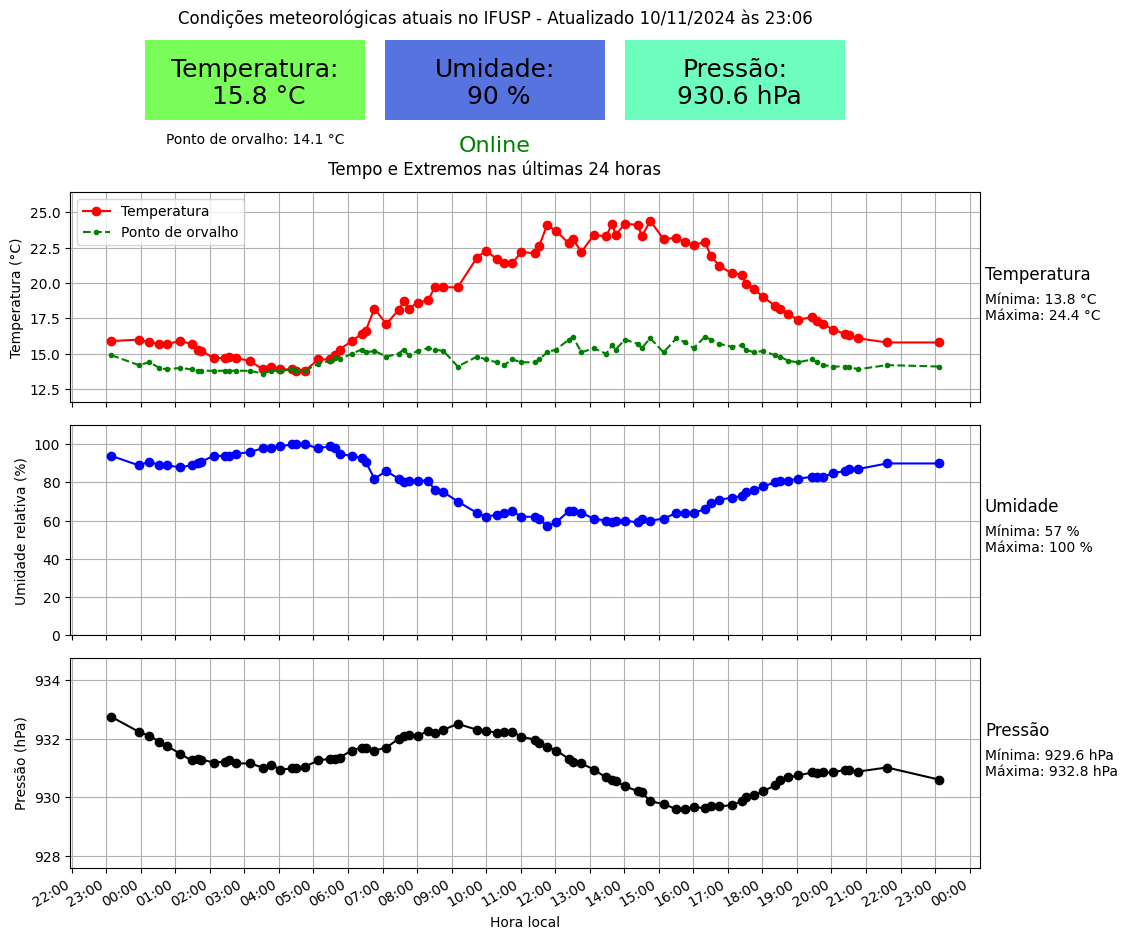 Condições meteorológicas atuais no IFUSP - Atualizado 10/11/2024 às 23:06
Temperatura:
15.8 °C
Umidade:
90 %
Pressão:
930.6 hPa
Ponto de orvalho: 14.1 °C
Online
Tempo e Extremos nas últimas 24 horas
Temperatura (°C)
25.0
22.5
20.0
17.5
15.0
12.5
Temperatura
Ponto de orvalho
Temperatura
Mínima: 13.8 °C
Máxima: 24.4 °C
Umidade relativa (%)
100
80
60
40
20
0
Umidade
Mínima: 57 %
Máxima: 100 %
Pressão (hPa)
934
932
930
928
Pressão
Mínima: 929.6 hPa
Máxima: 932.8 hPa
22:00 23:00 00:00 01:00 02:00 03:00 04:00 05:00 06:00 07:00 08:00 09:00 10:00 11:00 12:00 13:00 14:00 15:00 16:00 17:00 18:00 19:00 20:00 21:00 22:00 23:00 00:00
Hora local